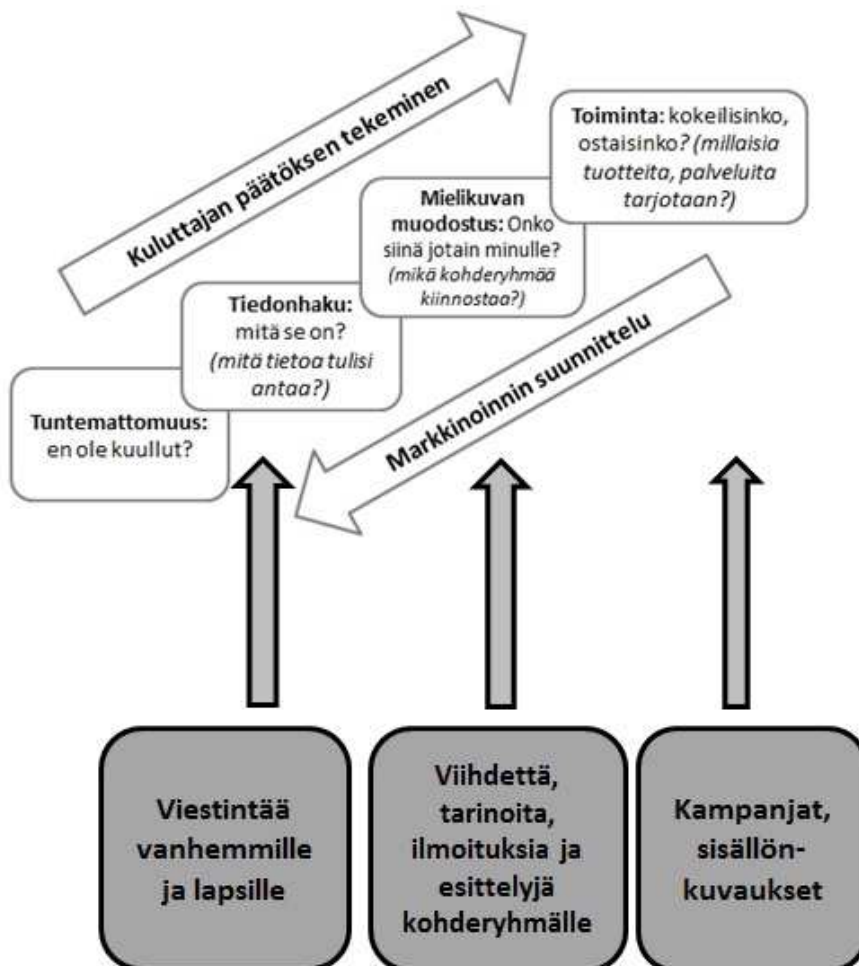 Kuluttajan päätöksen tekeminen
Toiminta: kokeilisinko,
ostaisinko? (millaisia
tuotteita, palveluita
tarjotaan?)
Mielikuvan
muodostus: Onko
siinä jotain minulle?
(mikä kohderyhmää
kiinnostaa?)
Tiedonhaku:
mitä se on?
(mitä tietoa tulisi
antaa?)
Tuntemattomuus:
en ole kuullut?
Markkinoinnin suunnittelu
Viestintää
vanhemmille
ja lapsille
Viihdettä,
tarinoita,
ilmoituksia ja
esittelyjä
kohderyhmälle
Kampanjat,
sisällön-
kuvaukset